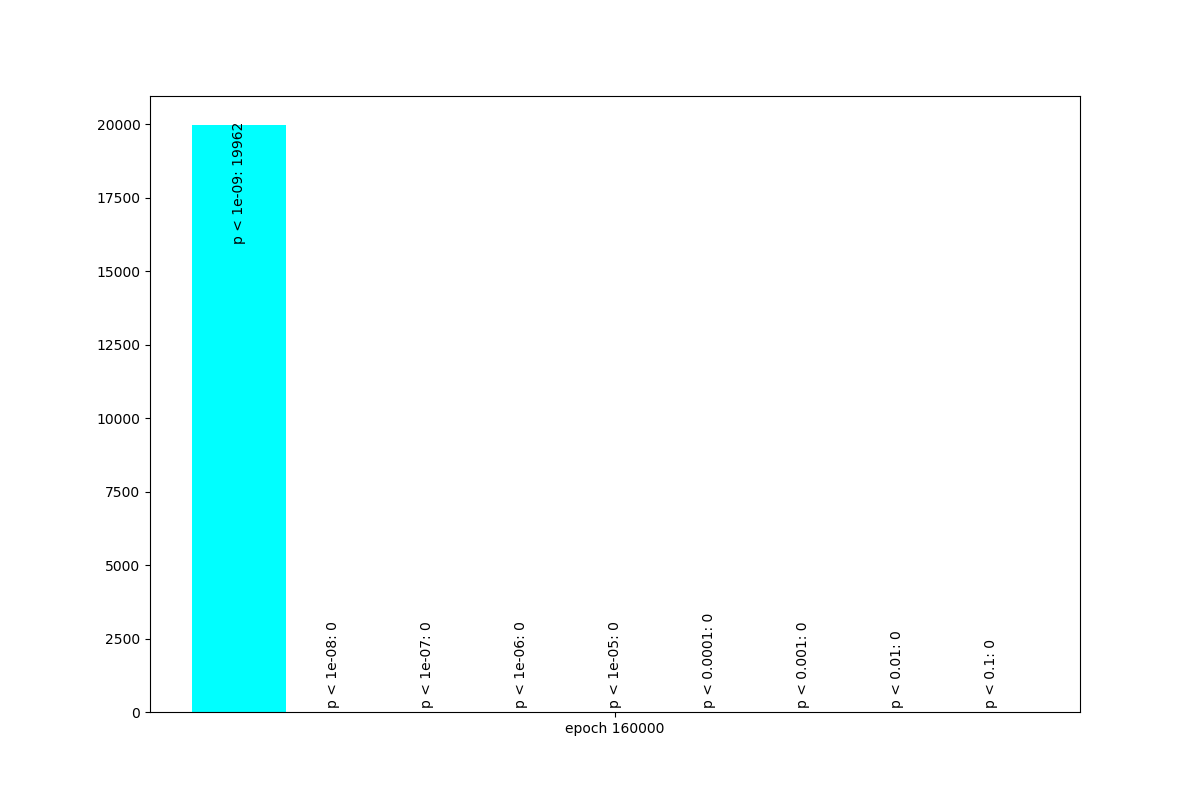 20000
17500
15000
12500
10000
7500
5000
2500
0
p < 1e-09: 19962
p < 1e-08: 0
p < 1e-07: 0
p < 1e-06: 0
p < 1e-05: 0
p < 0.0001: 0
p < 0.001: 0
p < 0.01: 0
p < 0.1: 0
epoch 160000